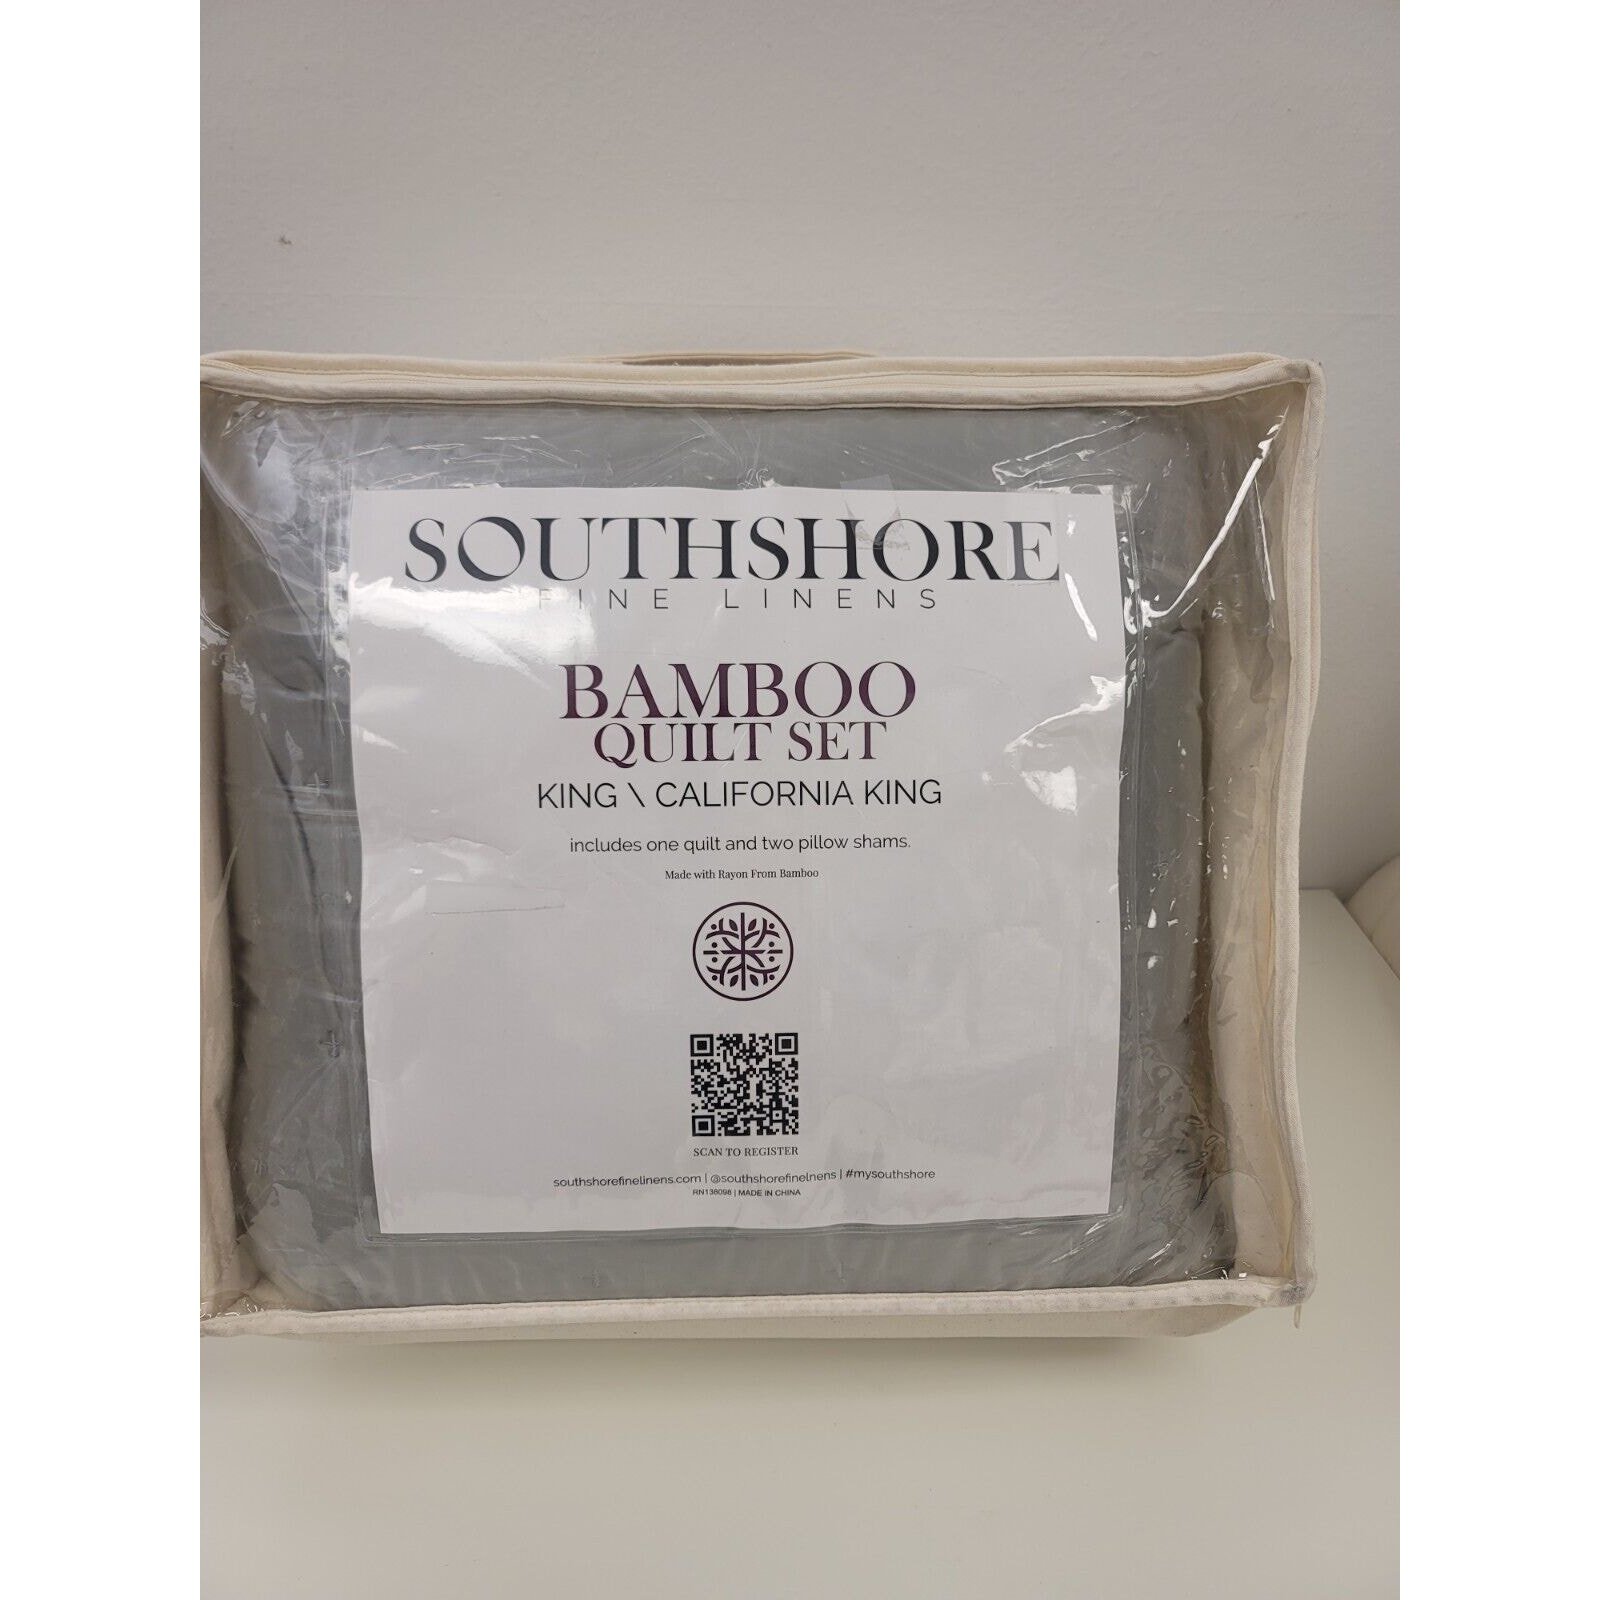 SOUTHSHORE
FINE LINENS
BAMBOO
QUILT SET
KING \ CALIFORNIA KING
includes one quilt and two pillow shams.
Made with Rayon From Bamboo
SCAN TO REGISTER
southshorefinelinens.com | @southshorefinelnens | #mysouthshore
RN138098 | MADE IN CHINA